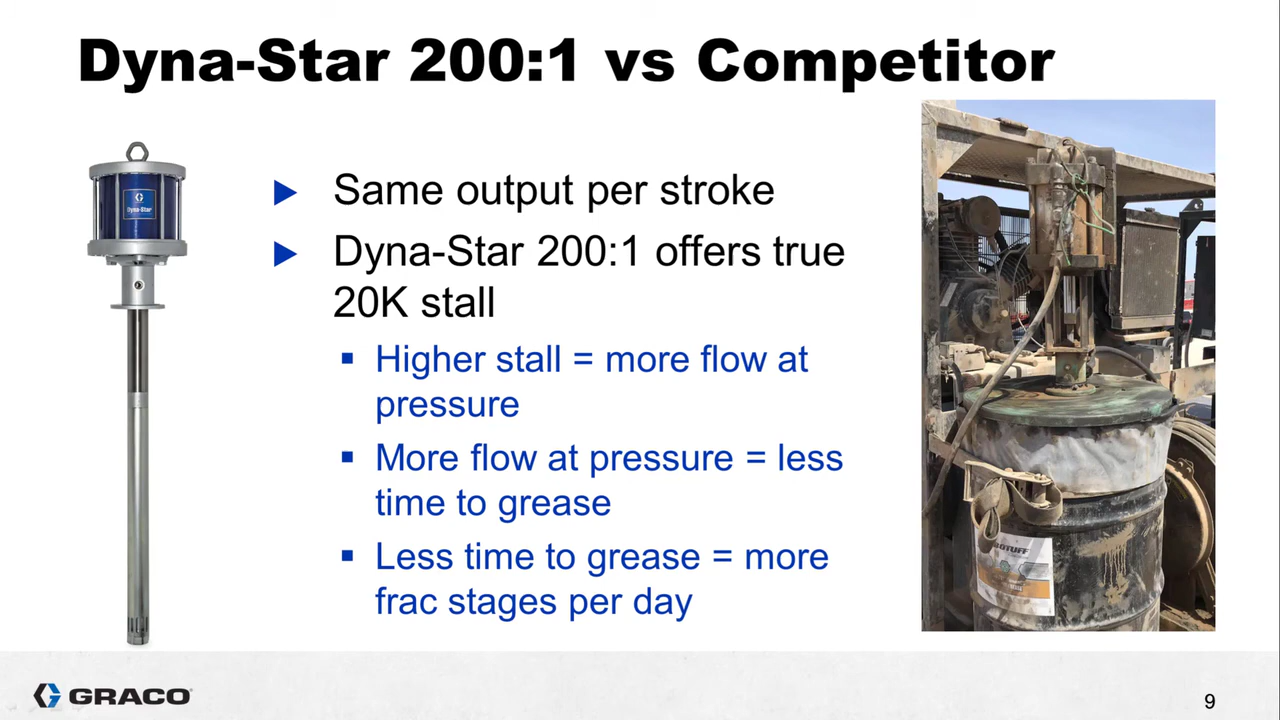 Dyna-Star 200:1 vs Competitor
Same output per stroke
Dyna-Star 200:1 offers true
20K stall
Higher stall = more flow at
pressure
More flow at pressure = less
time to grease
Less time to grease = more
frac stages per day
Dyna-Star
GRACO
9